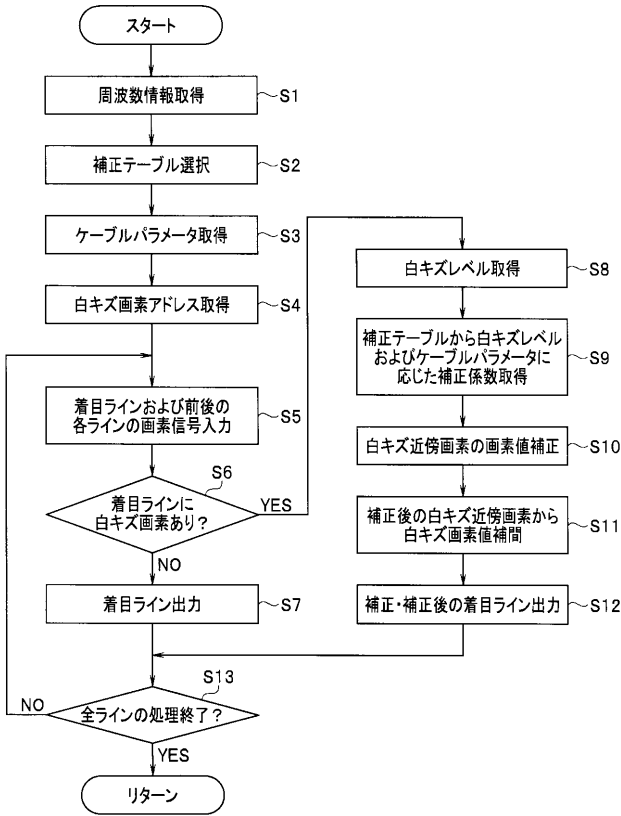 スタート
周波数情報取得
S1
補正テーブル選択
S2
ケーブルパラメータ取得
S3
白キズ画素アドレス取得
S4
着目ラインおよび前後の
各ラインの画素信号入力
S5
着目ラインに
白キズ画素あり?
S6
YES
NO
着目ライン出力
S7
白キズレベル取得
S8
補正テーブルから白キズレベル
およびケーブルパラメータに
応じた補正係数取得
S9
白キズ近傍画素の画素値補正
S10
補正後の白キズ近傍画素から
白キズ画素値補間
S11
補正・補正後の着目ライン出力
S12
全ラインの処理終了?
S13
NO
YES
リターン